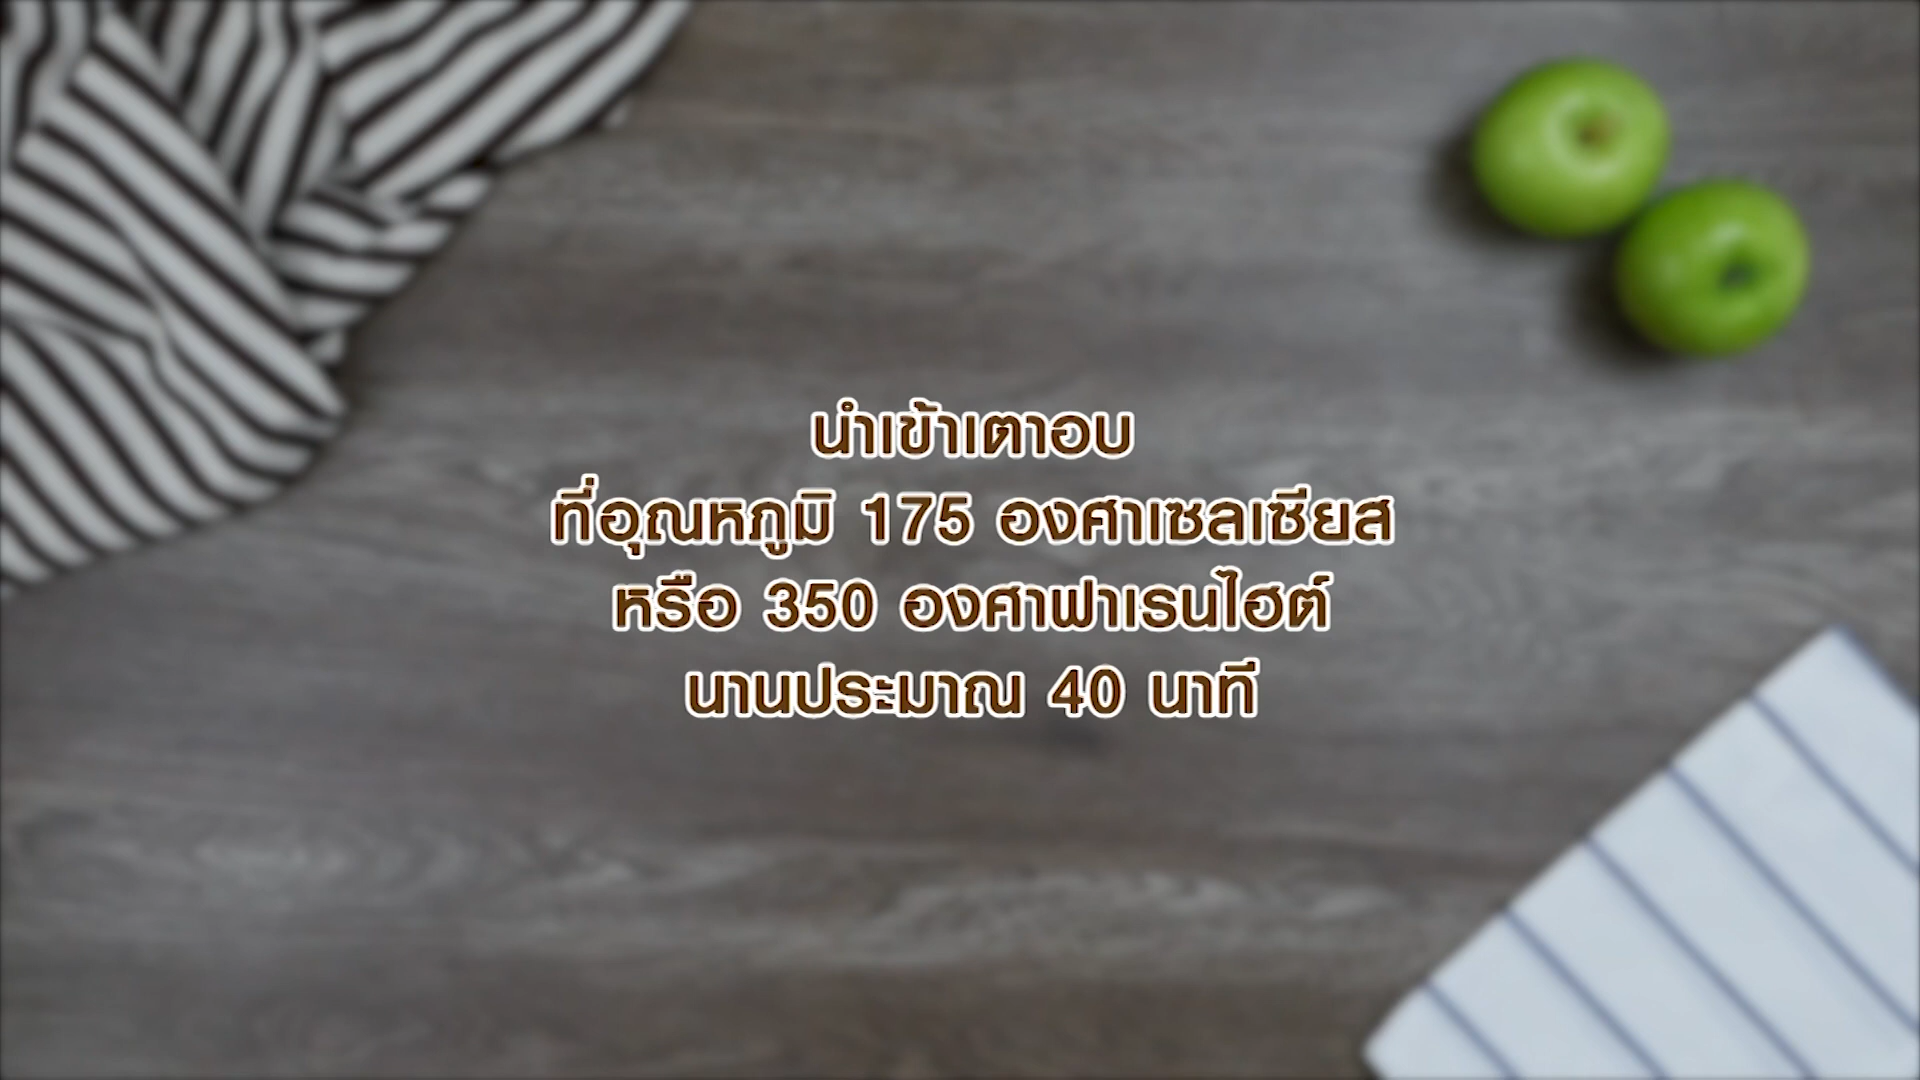 นำเข้าเตาอบ
ที่อุณหภูมิ 175 องศาเซลเซียส
หรือ 350 องศาฟาเรนไฮต์
นานประมาณ 40 นาที